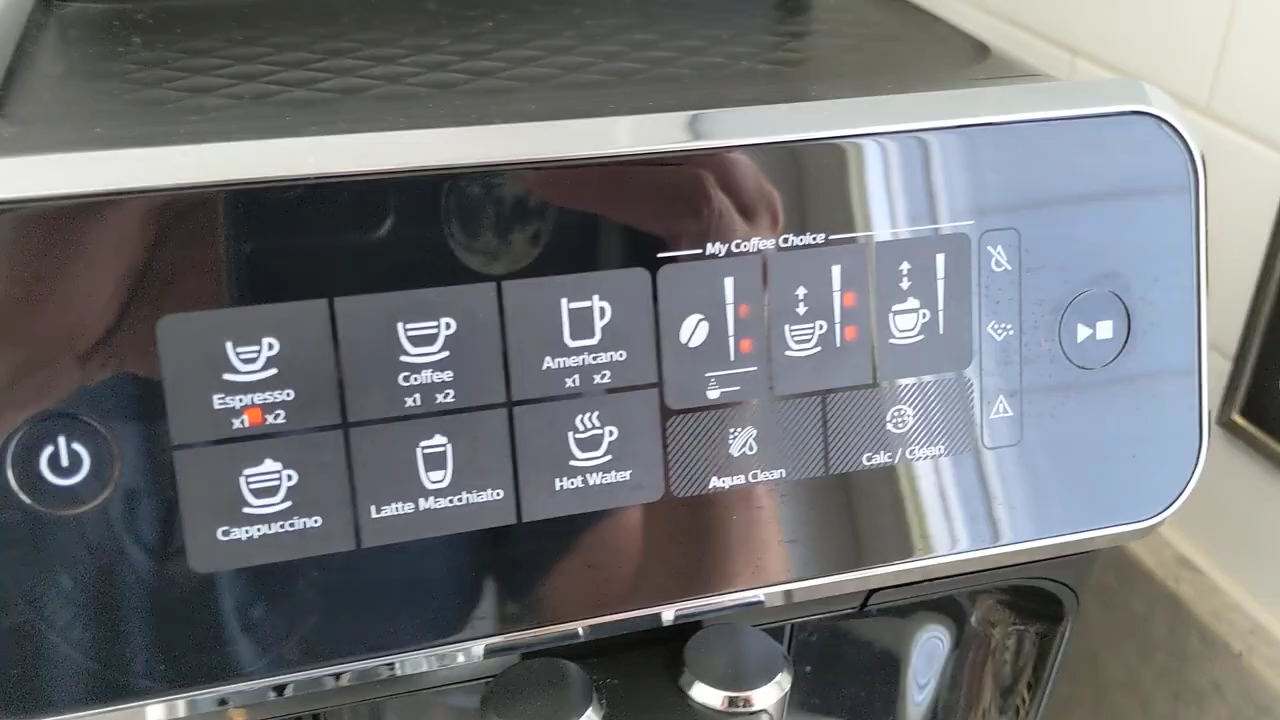 My Coffee Choice
Espresso
x1 x2
Coffee
x1 x2
Americano
x1 x2
Cappuccino
Latte Macchiato
Hot Water
Aqua Clean
Calc / Clean